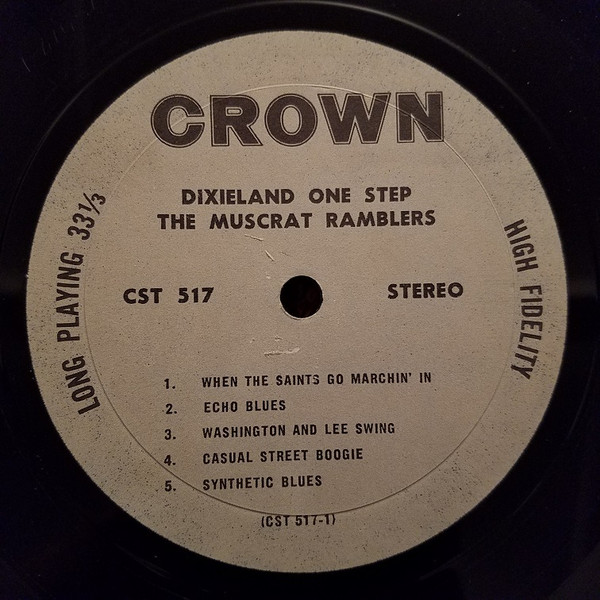 CROWN
DIXIELAND ONE STEP
THE MUSCRAT RAMBLERS
LONG PLAYING 33⅓
HIGH FIDELITY
CST 517
STEREO
1. WHEN THE SAINTS GO MARCHIN' IN
2. ECHO BLUES
3. WASHINGTON AND LEE SWING
4. CASUAL STREET BOOGIE
5. SYNTHETIC BLUES
(CST 517-1)